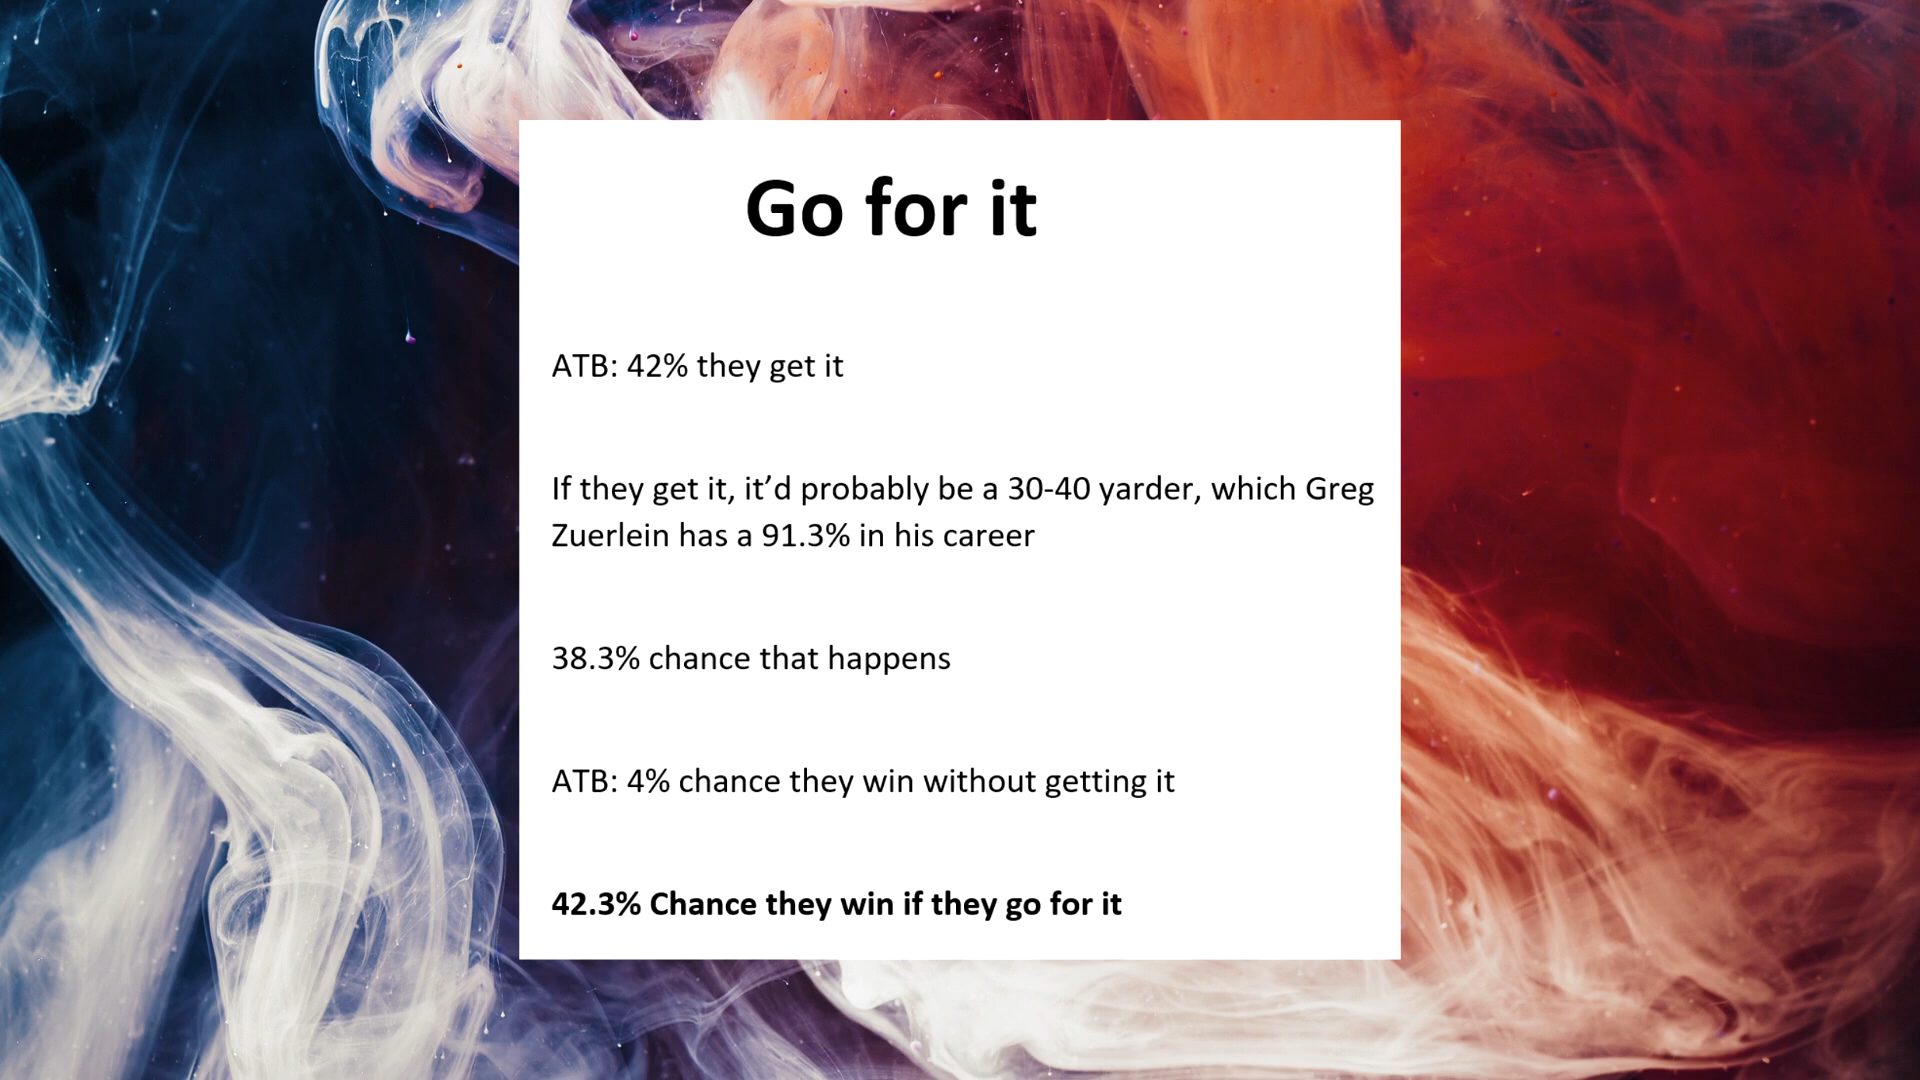 Go for it
ATB: 42% they get it
If they get it, it’d probably be a 30-40 yarder, which Greg
Zuerlein has a 91.3% in his career
38.3% chance that happens
ATB: 4% chance they win without getting it
42.3% Chance they win if they go for it